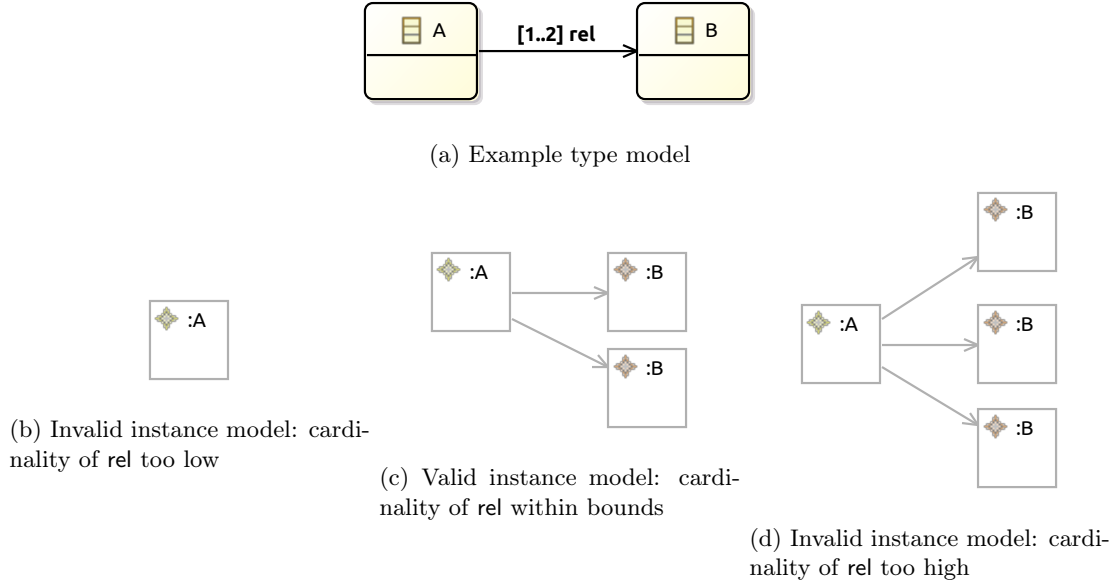 A
[1..2] rel
B
(a) Example type model
:A
(b) Invalid instance model: cardi-
nality of rel too low
:A
:B
:B
(c) Valid instance model: cardi-
nality of rel within bounds
:A
:B
:B
:B
(d) Invalid instance model: cardi-
nality of rel too high